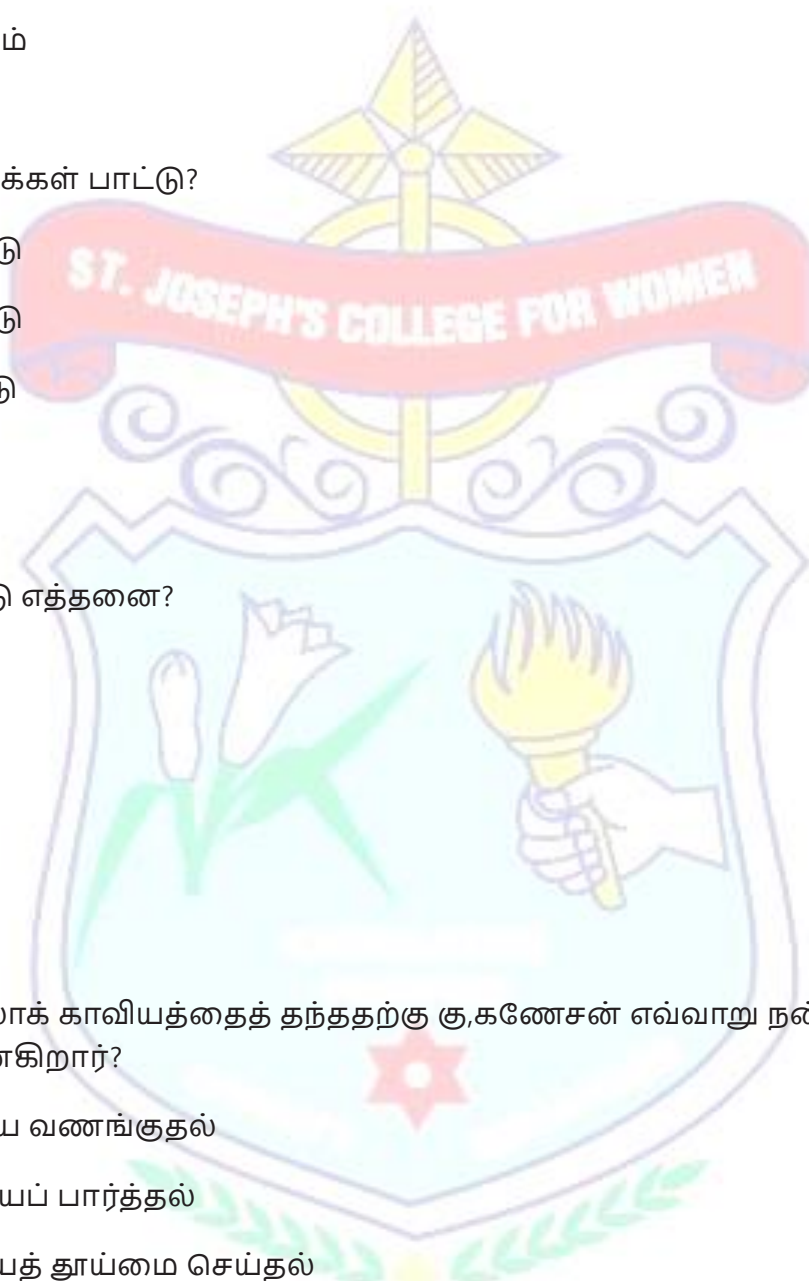 ம்
க்கள் பாட்டு?
டு
ST. JOSEPH'S COLLEGE FOR WOMEN
டு
டு
டு எத்தனை?
லாக் காவியத்தைத் தந்ததற்கு கு,கணேசன் எவ்வாறு நன்
ன்கிறார்?
ய வணங்குதல்
யப் பார்த்தல்
யத் தூய்மை செய்தல்